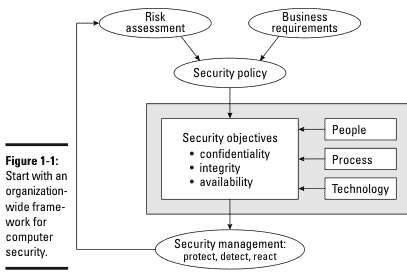 Risk
assessment
Business
requirements
Security policy
Security objectives
• confidentiality
• integrity
• availability
People
Process
Technology
Security management:
protect, detect, react
Figure 1-1:
Start with an
organization-
wide frame-
work for
computer
security.